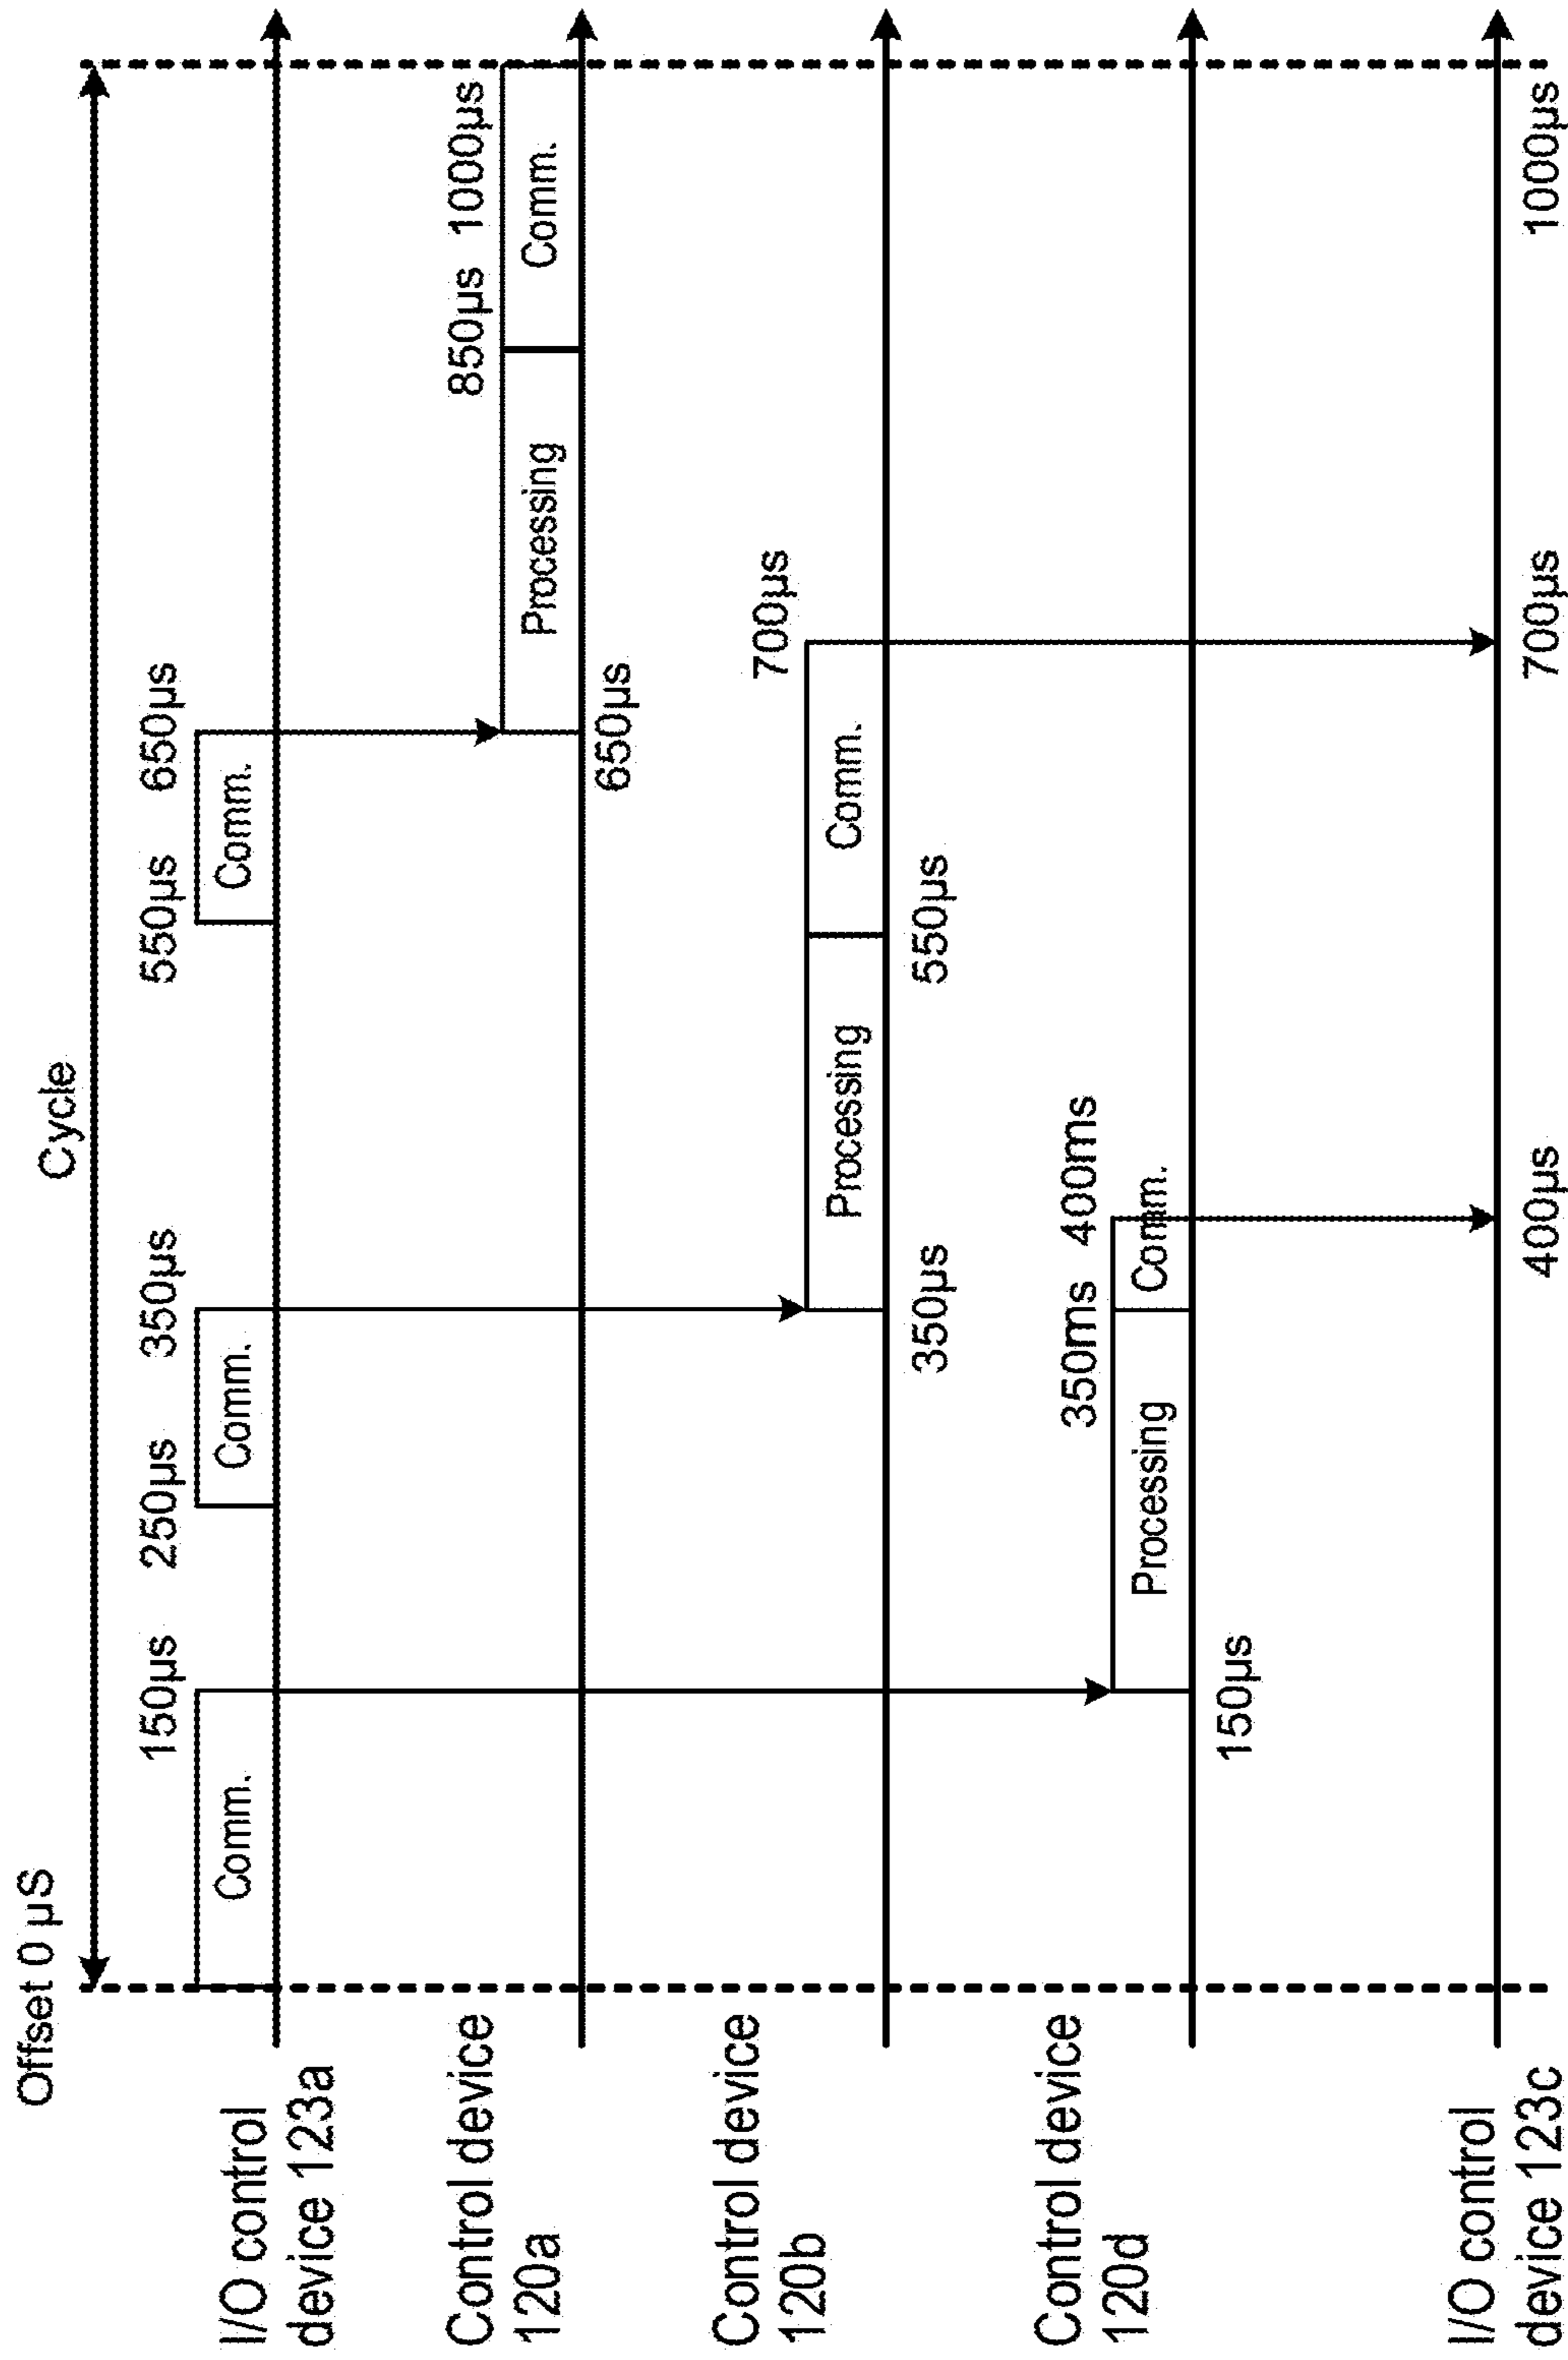 Offset 0 µS
Cycle
150µs
250µs
350µs
550µs
650µs
I/O control
device 123a
Comm.
Comm.
Comm.
850µs
1000µs
Control device
120a
Processing
Comm.
650µs
700µs
Control device
120b
Processing
Comm.
350µs
550µs
350ms
400ms
Control device
120d
Processing
Comm.
150µs
I/O control
device 123c
400µs
700µs
1000µs